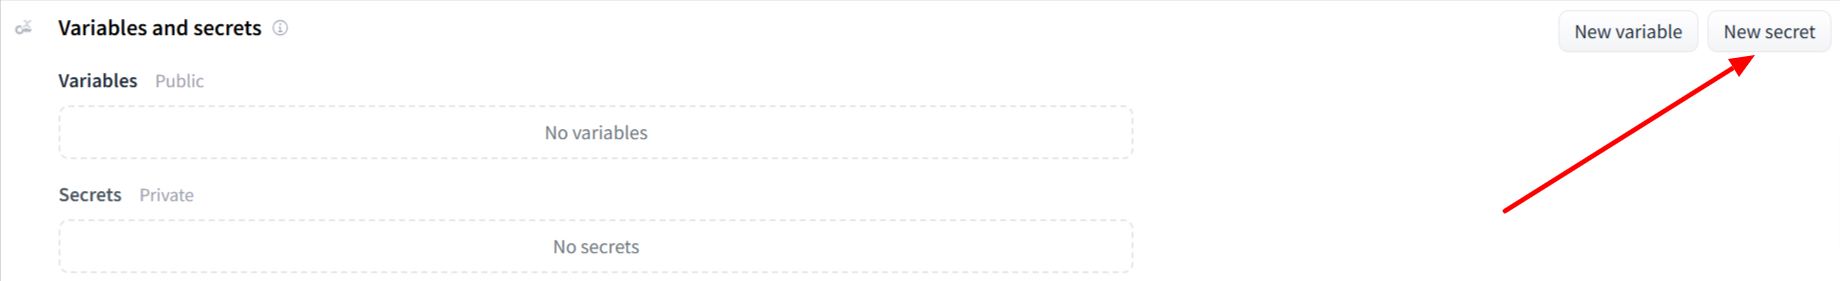 Variables and secrets
New variable
New secret
Variables Public
No variables
Secrets Private
No secrets